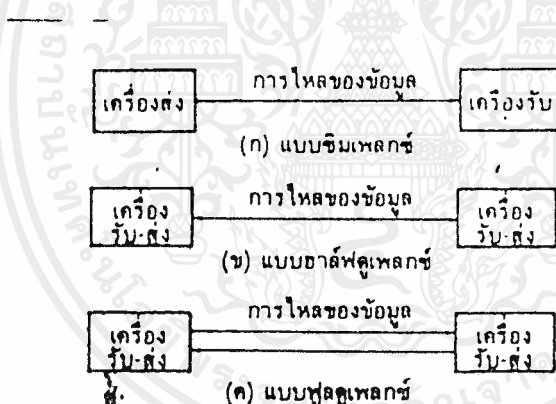 การไหลของข้อมูล
เครื่องส่ง เครื่องรับ
(ก) แบบซิมเพลกซ์
การไหลของข้อมูล
เครื่อง เครื่อง
รับ-ส่ง รับ-ส่ง
(ข) แบบฮาล์ฟดูเพลกซ์
การไหลของข้อมูล
เครื่อง เครื่อง
รับ-ส่ง รับ-ส่ง
(ค) แบบฟูลดูเพลกซ์